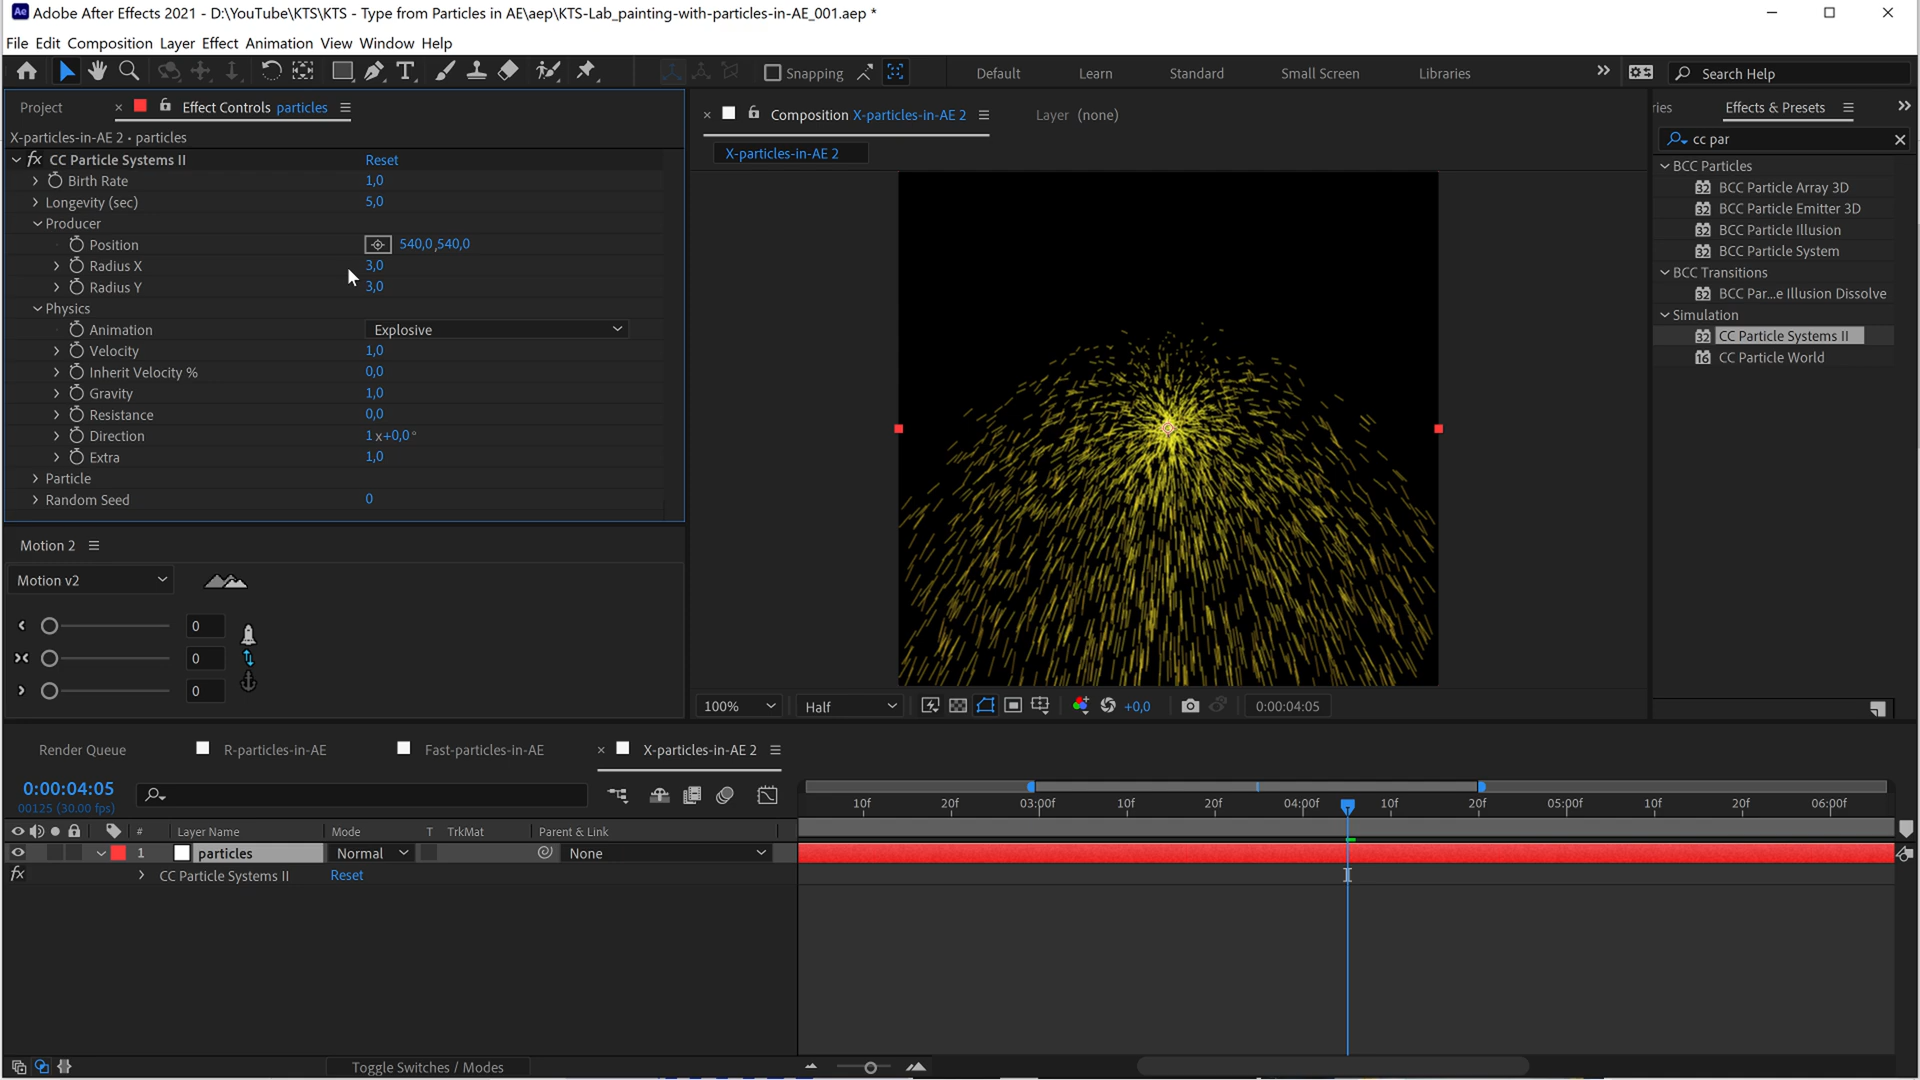 Ae Adobe After Effects 2021 - D:\YouTube\KTS\KTS - Type from Particles in AE\aep\KTS-Lab_painting-with-particles-in-AE_001.aep *
File Edit Composition Layer Effect Animation View Window Help
T Snapping Default Learn Standard Small Screen Libraries Search Help
Project Effect Controls particles
X-particles-in-AE 2 • particles
fx CC Particle Systems II Reset
Birth Rate 1,0
Longevity (sec) 5,0
Producer
Position 540,0,540,0
Radius X 3,0
Radius Y 3,0
Physics
Animation Explosive
Velocity 1,0
Inherit Velocity % 0,0
Gravity 1,0
Resistance 0,0
Direction 1x+0,0°
Extra 1,0
Particle
Random Seed 0
Motion 2
Motion v2
0
0
0
Composition X-particles-in-AE 2 Layer (none)
X-particles-in-AE 2
100% Half +0,0 0:00:04:05
ries Effects & Presets
cc par
BCC Particles
32 BCC Particle Array 3D
32 BCC Particle Emitter 3D
32 BCC Particle Illusion
32 BCC Particle System
BCC Transitions
32 BCC Par...e Illusion Dissolve
Simulation
32 CC Particle Systems II
16 CC Particle World
Render Queue R-particles-in-AE Fast-particles-in-AE X-particles-in-AE 2
0:00:04:05
00125 (30.00 fps)
10f 20f 03:00f 10f 20f 04:00f 10f 20f 05:00f 10f 20f 06:00f
# Layer Name Mode T TrkMat Parent & Link
1 particles Normal None
fx CC Particle Systems II Reset
Toggle Switches / Modes